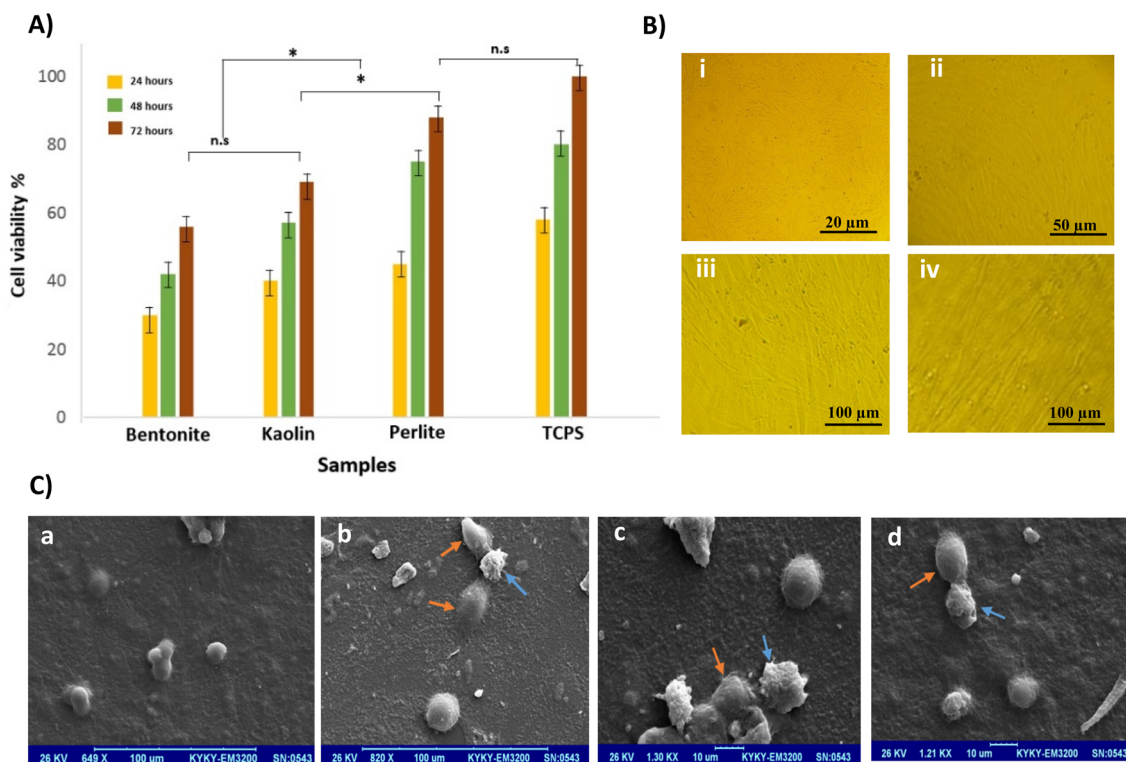 A)
B)
n.s
*
*
n.s
24 hours
48 hours
72 hours
100
80
60
40
20
0
Cell viability %
Bentonite Kaolin Perlite TCPS
Samples
i
20 µm
ii
50 µm
iii
100 µm
iv
100 µm
C)
a
26 KV 649 X 100 um KYKY-EM3200 SN:0543
b
26 KV 820 X 100 um KYKY-EM3200 SN:0543
c
26 KV 1.30 KX 10 um KYKY-EM3200 SN:0543
d
26 KV 1.21 KX 10 um KYKY-EM3200 SN:0543